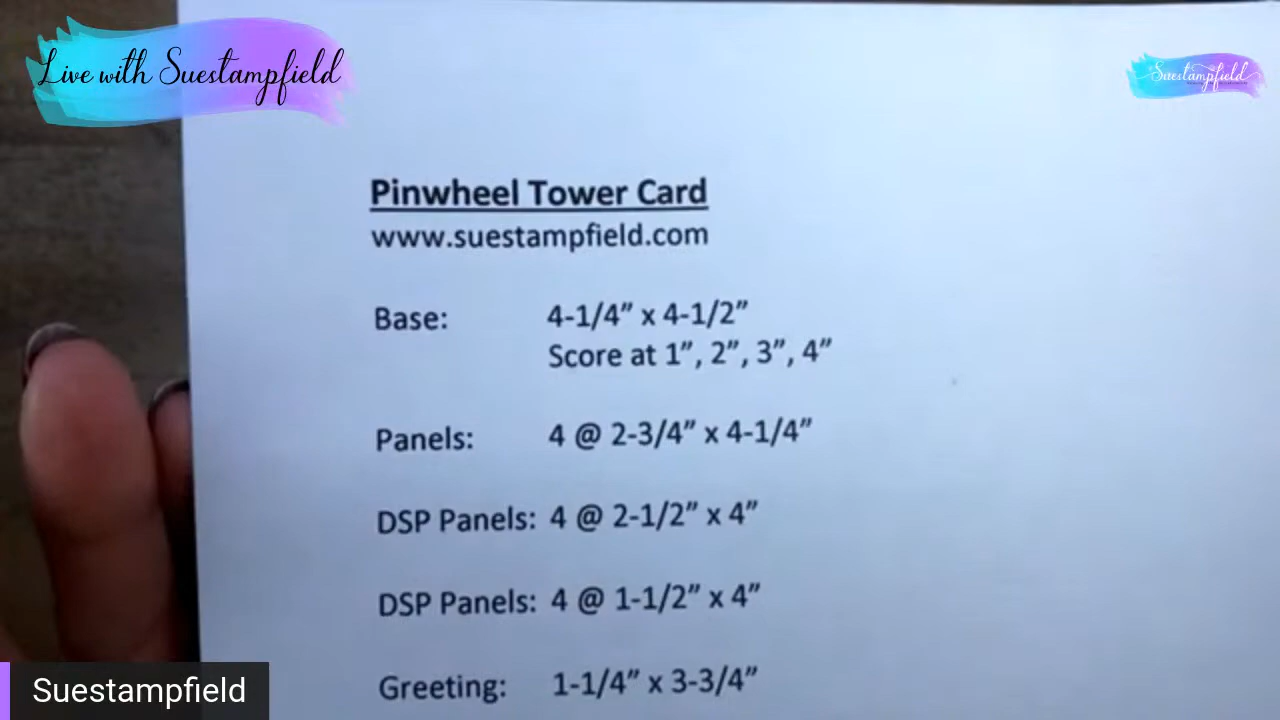 Live with Suestampfield
Suestampfield
Pinwheel Tower Card
www.suestampfield.com
Base: 4-1/4” x 4-1/2”
Score at 1”, 2”, 3”, 4”
Panels: 4 @ 2-3/4” x 4-1/4”
DSP Panels: 4 @ 2-1/2” x 4”
DSP Panels: 4 @ 1-1/2” x 4”
Greeting: 1-1/4” x 3-3/4”
Suestampfield